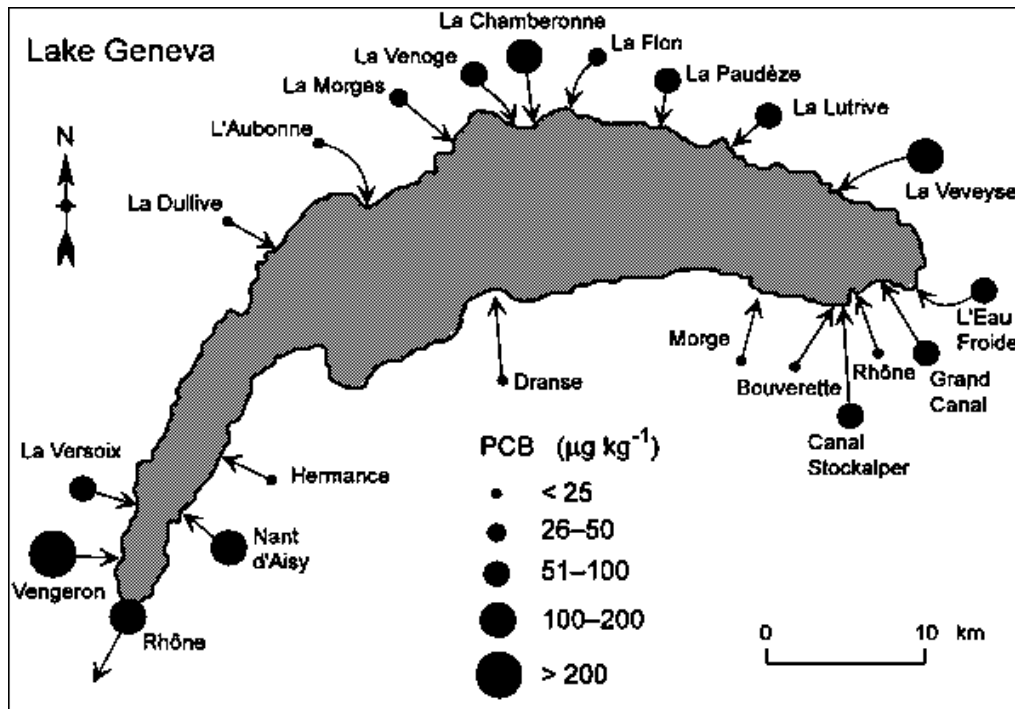 Lake Geneva
N
La Chamberonne
La Venoge
La Flon
La Morges
La Paudèze
L'Aubonne
La Lutrive
La Dullive
La Veveyse
L'Eau
Froide
Morge
Rhône
Bouverette
Grand
Canal
Dranse
Canal
Stockalper
La Versoix
Hermance
Nant
d'Aisy
Vengeron
Rhône
PCB (µg kg⁻¹)
< 25
26–50
51–100
100–200
> 200
0 10 km